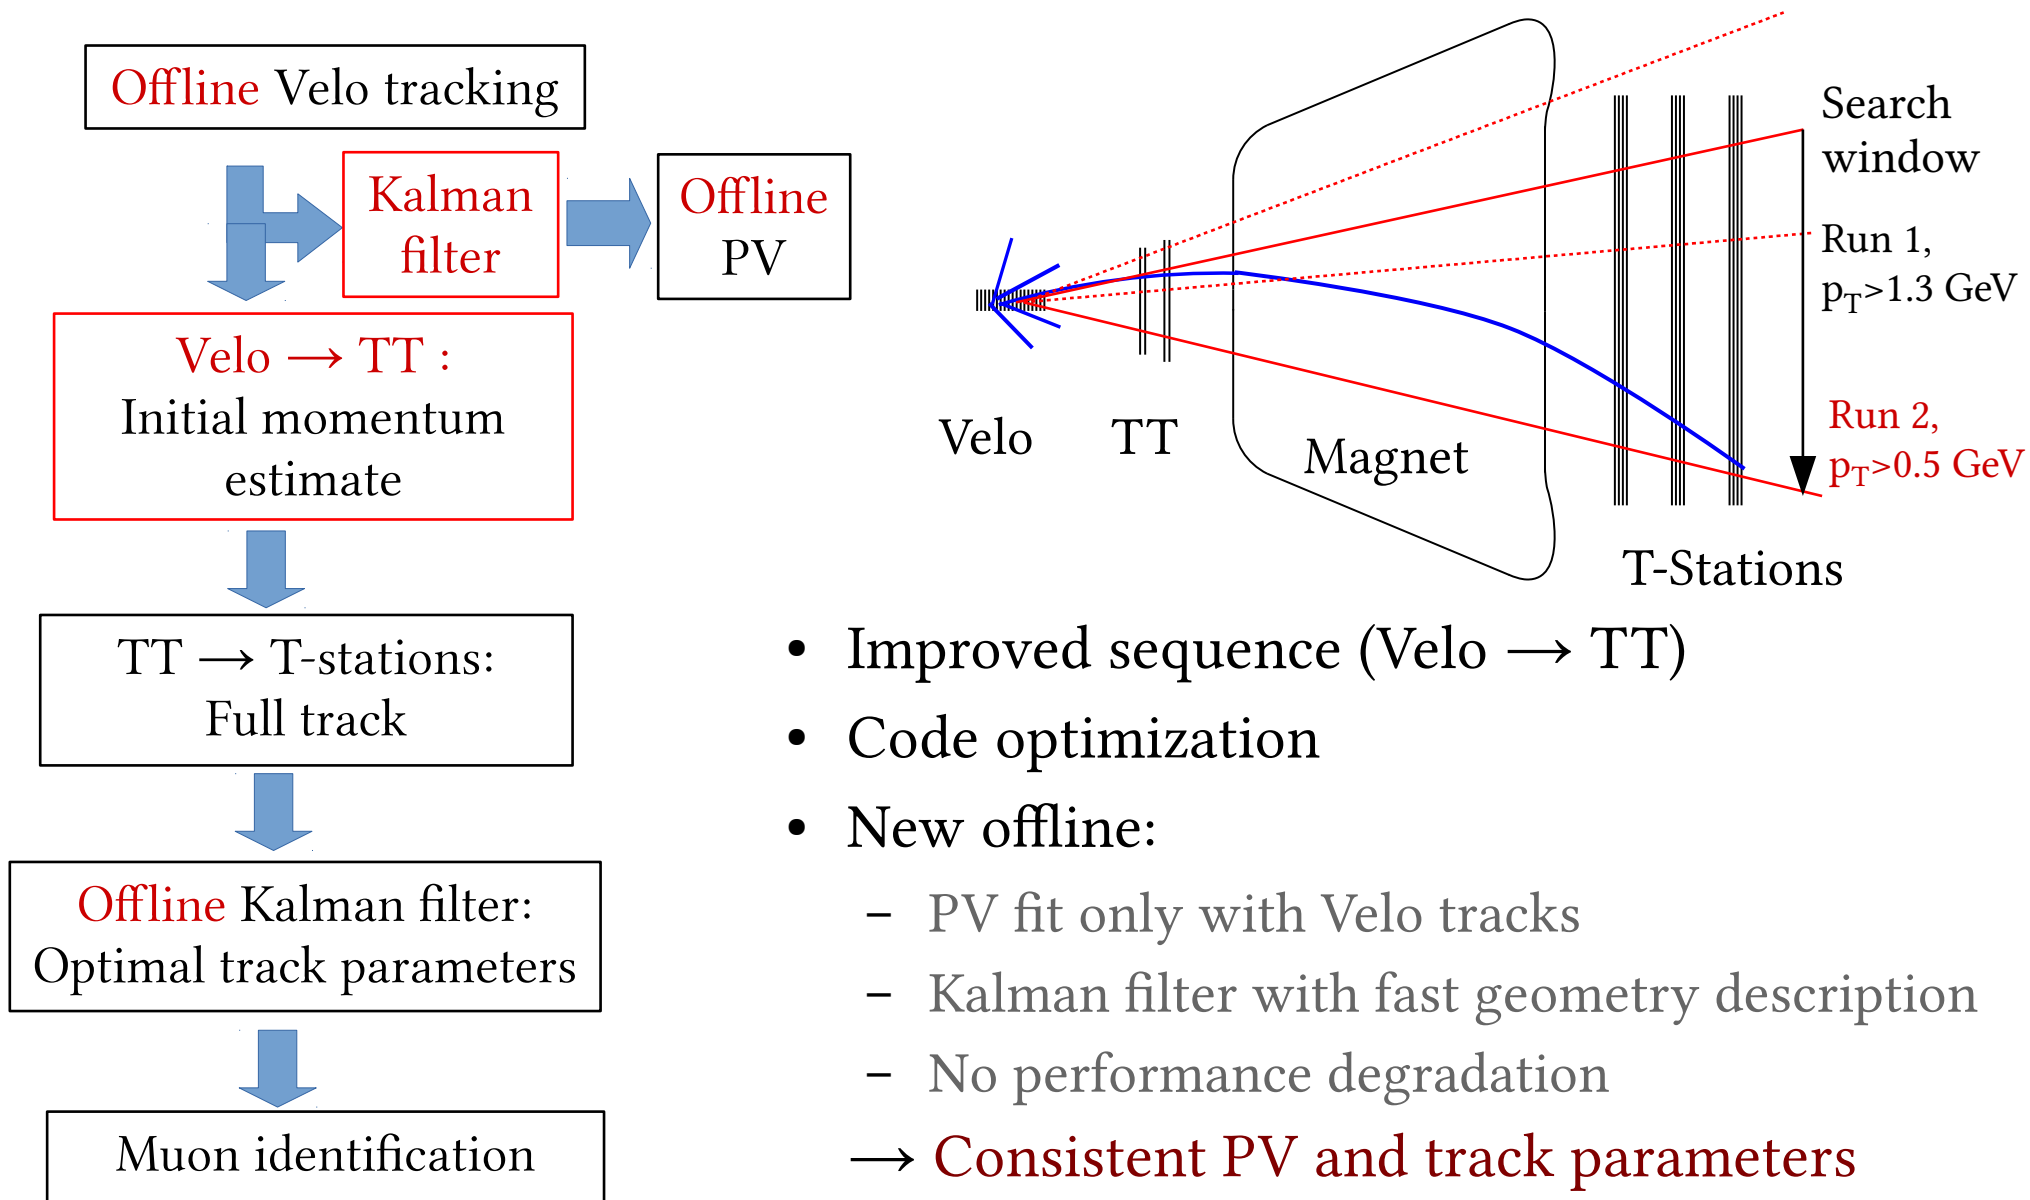 Offline Velo tracking
Kalman
filter
Offline
PV
Velo → TT :
Initial momentum
estimate
TT → T-stations:
Full track
Offline Kalman filter:
Optimal track parameters
Muon identification
Search
window
Run 1,
pT>1.3 GeV
Run 2,
pT>0.5 GeV
Velo
TT
Magnet
T-Stations
• Improved sequence (Velo → TT)
• Code optimization
• New offline:
– PV fit only with Velo tracks
– Kalman filter with fast geometry description
– No performance degradation
→ Consistent PV and track parameters